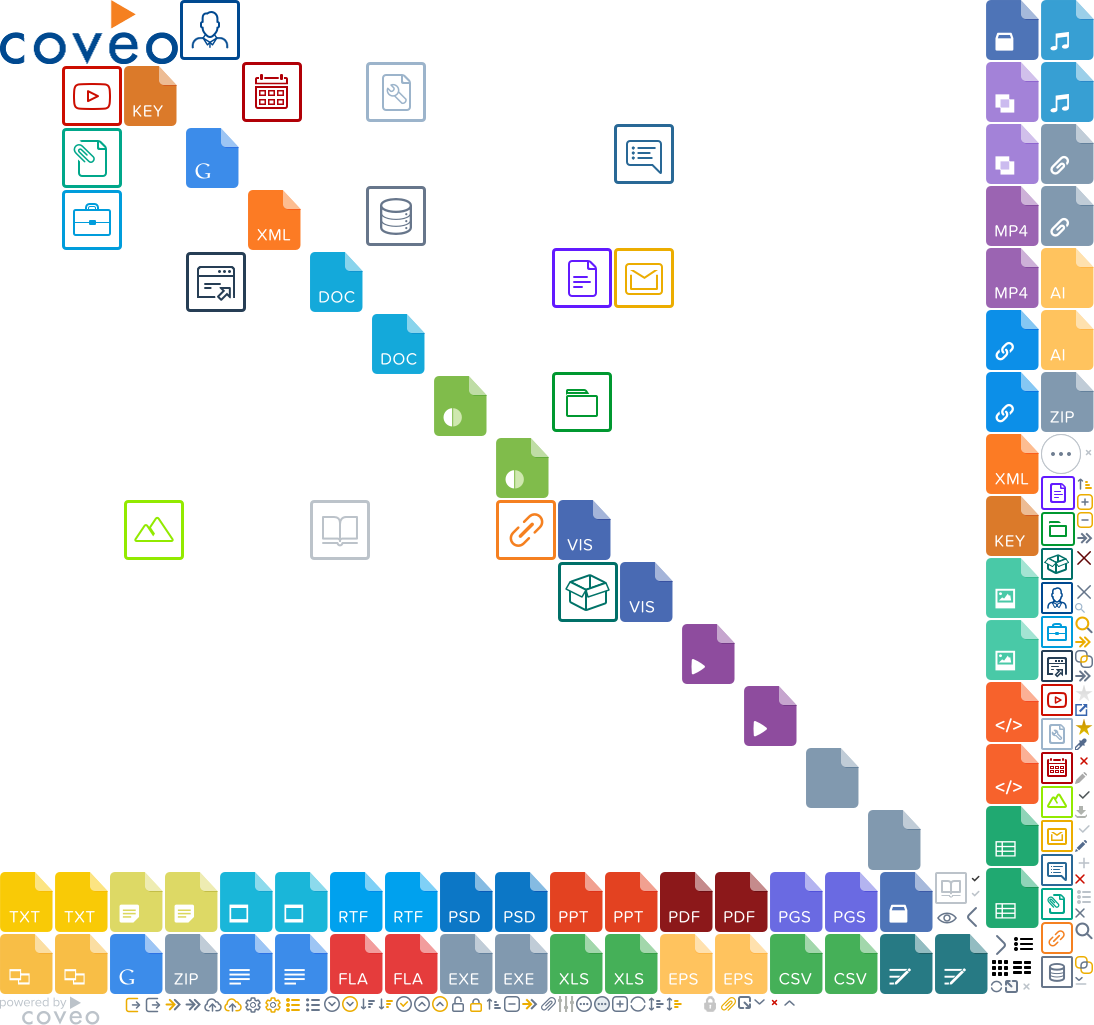 coveo
KEY
G
MP4
XML
MP4
AI
DOC
AI
DOC
ZIP
XML
VIS
KEY
VIS
</>
</>
TXT TXT RTF RTF PSD PSD PPT PPT PDF PDF PGS PGS
G ZIP FLA FLA EXE EXE XLS XLS EPS EPS CSV CSV
powered by
coveo